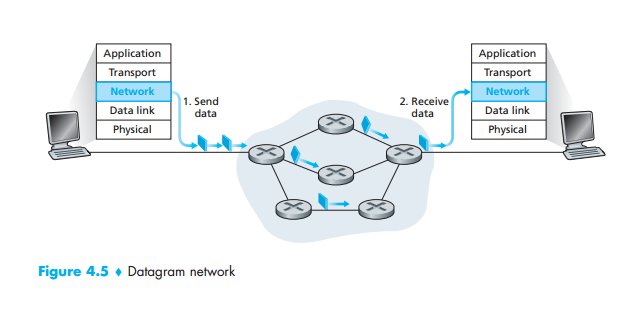 Application
Transport
Network
Data link
Physical
1. Send
data
2. Receive
data
Application
Transport
Network
Data link
Physical
Figure 4.5 ♦ Datagram network